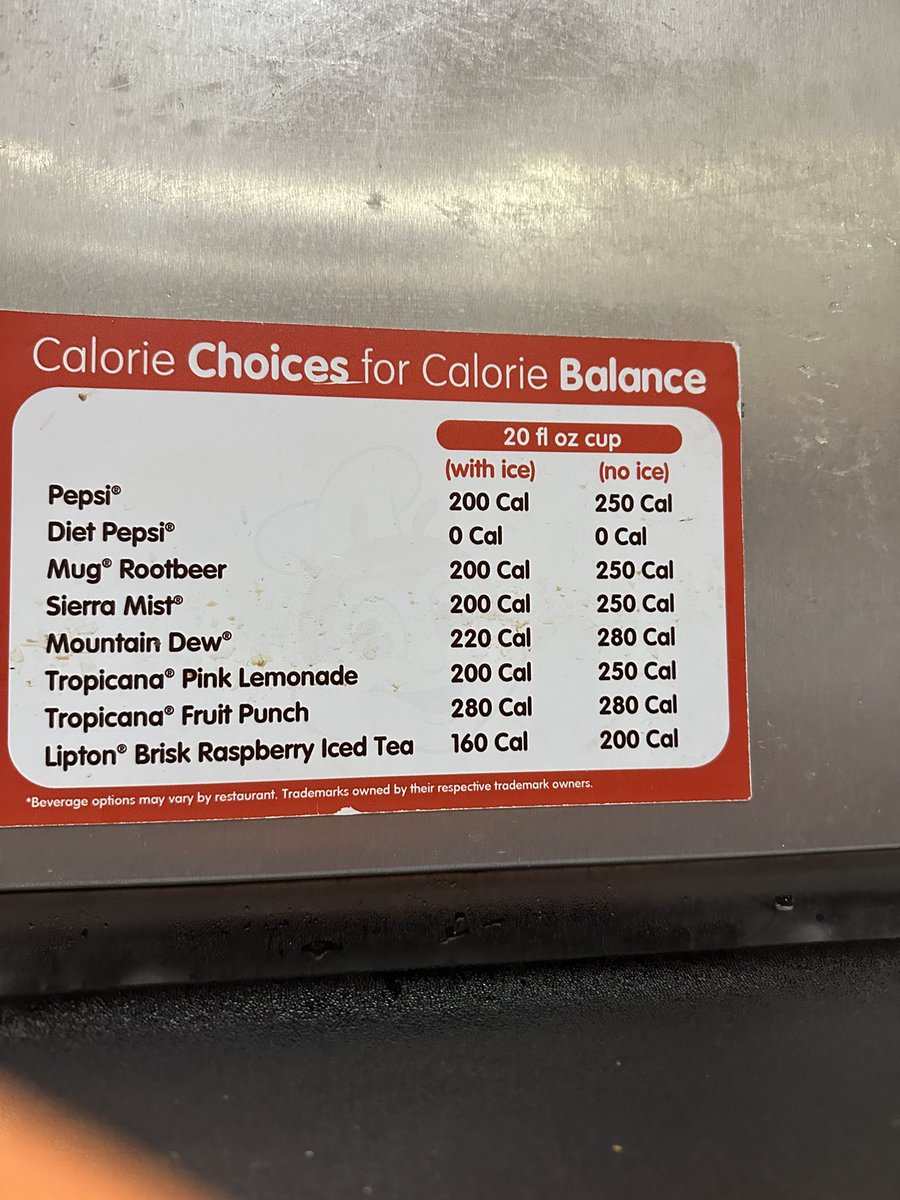 Calorie Choices for Calorie Balance
20 fl oz cup
(with ice) (no ice)
Pepsi® 200 Cal 250 Cal
Diet Pepsi® 0 Cal 0 Cal
Mug® Rootbeer 200 Cal 250 Cal
Sierra Mist® 200 Cal 250 Cal
Mountain Dew® 220 Cal 280 Cal
Tropicana® Pink Lemonade 200 Cal 250 Cal
Tropicana® Fruit Punch 280 Cal 280 Cal
Lipton® Brisk Raspberry Iced Tea 160 Cal 200 Cal
*Beverage options may vary by restaurant. Trademarks owned by their respective trademark owners.